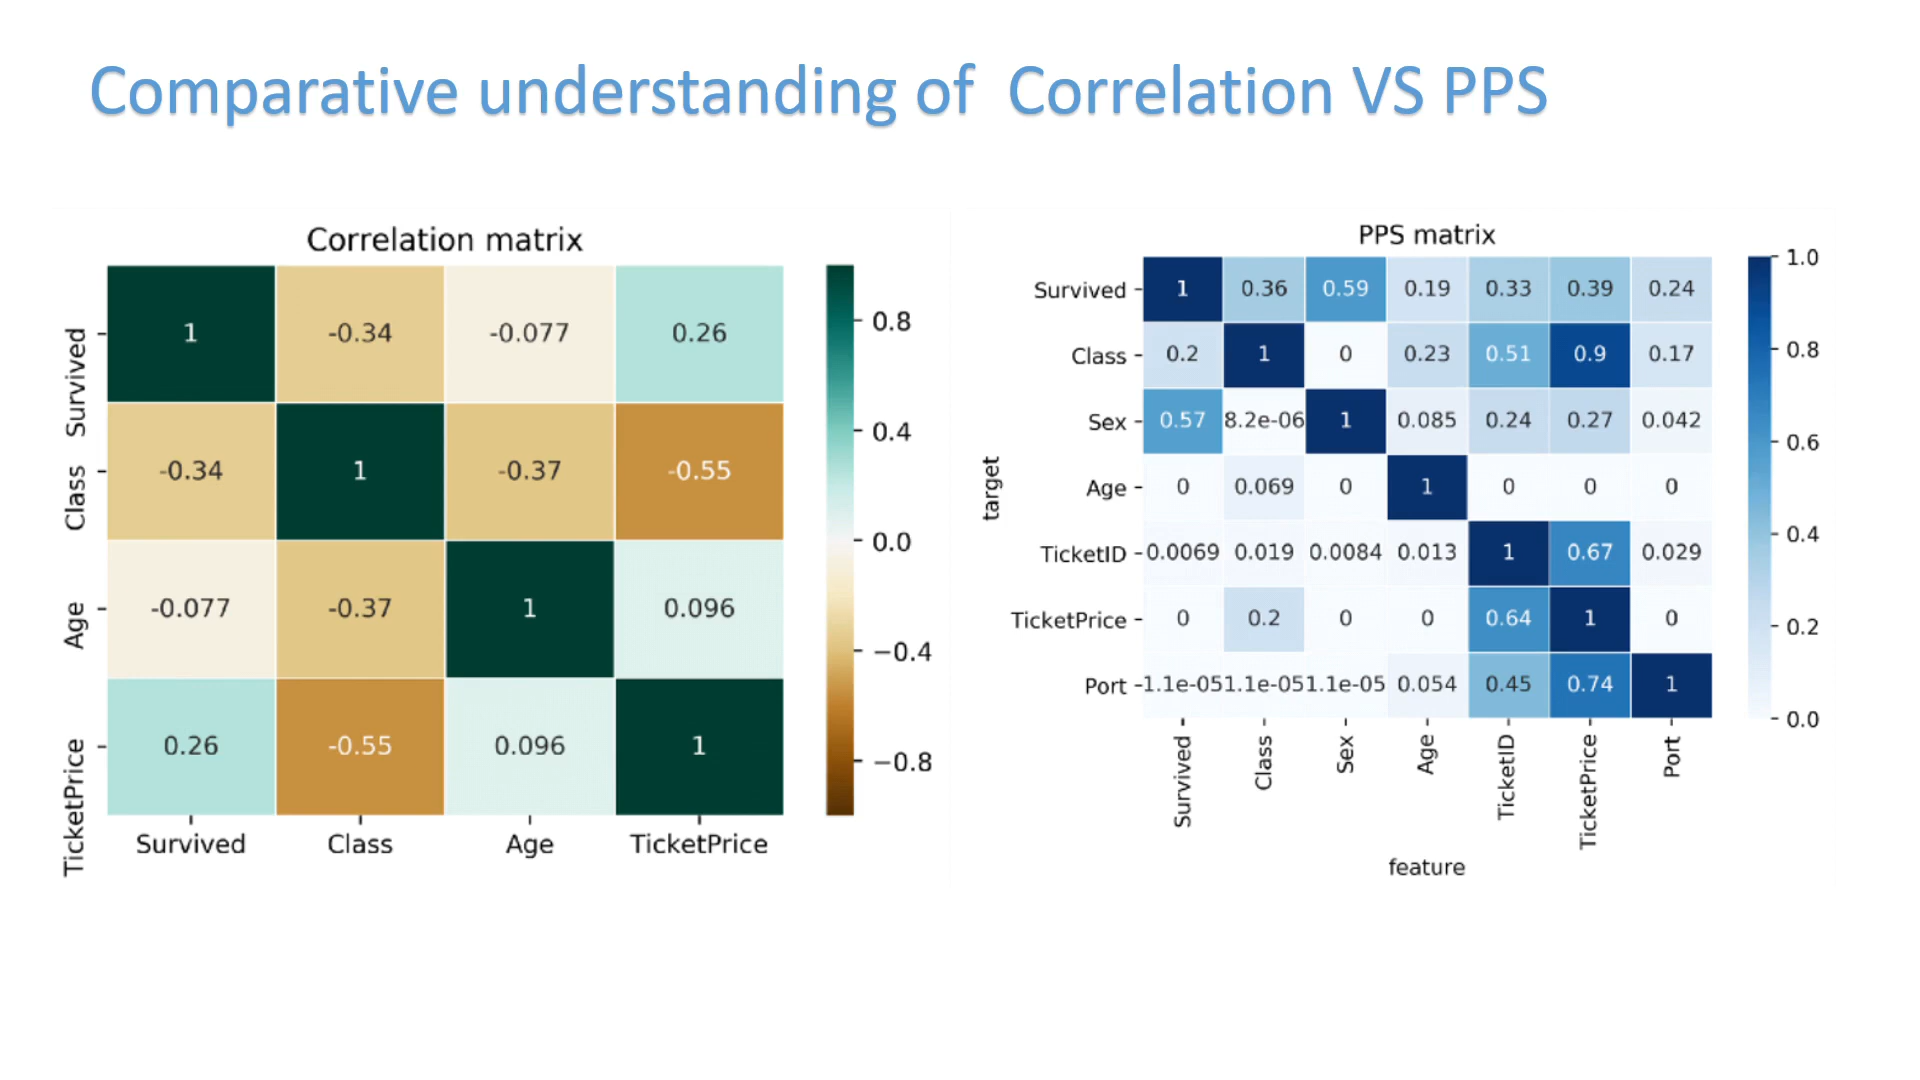 Comparative understanding of  Correlation VS PPS
Correlation matrix
Survived 1 -0.34 -0.077 0.26
Class -0.34 1 -0.37 -0.55
Age -0.077 -0.37 1 0.096
TicketPrice 0.26 -0.55 0.096 1
Survived Class Age TicketPrice
0.8
0.4
0.0
−0.4
−0.8
PPS matrix
target
Survived 1 0.36 0.59 0.19 0.33 0.39 0.24
Class 0.2 1 0 0.23 0.51 0.9 0.17
Sex 0.57 8.2e-06 1 0.085 0.24 0.27 0.042
Age 0 0.069 0 1 0 0 0
TicketID 0.0069 0.019 0.0084 0.013 1 0.67 0.029
TicketPrice 0 0.2 0 0 0.64 1 0
Port 1.1e-05 1.1e-05 1.1e-05 0.054 0.45 0.74 1
Survived Class Sex Age TicketID TicketPrice Port
feature
1.0
0.8
0.6
0.4
0.2
0.0